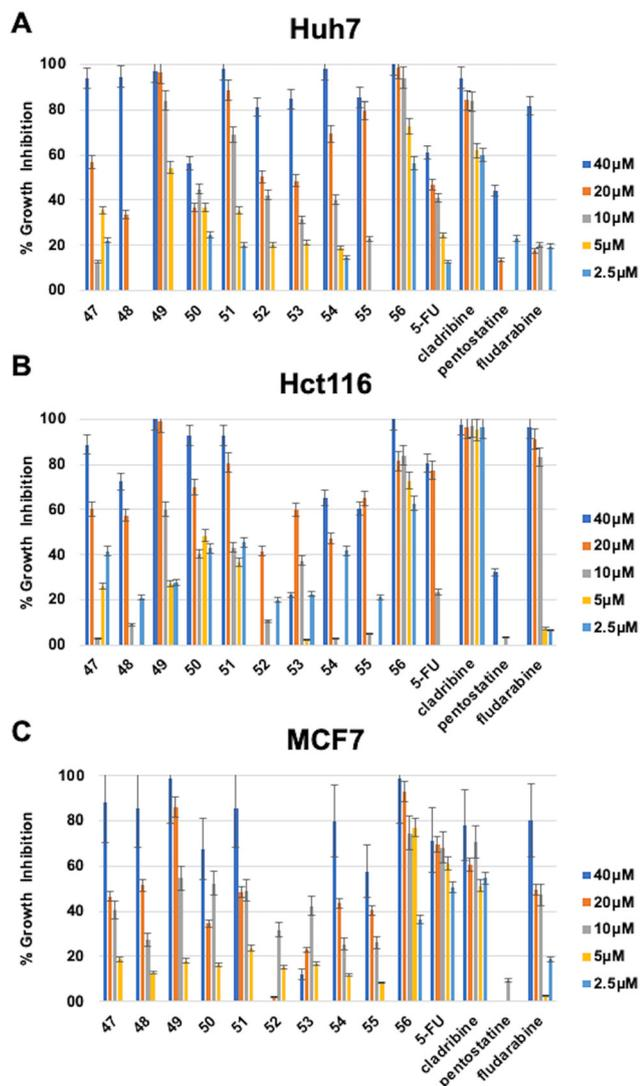 A
Huh7
% Growth Inhibition
100
80
60
40
20
00
47
48
49
50
51
52
53
54
55
56
5-FU
cladribine
pentostatine
fludarabine
40µM
20µM
10µM
5µM
2.5µM
B
Hct116
% Growth Inhibition
100
80
60
40
20
00
47
48
49
50
51
52
53
54
55
56
5-FU
cladribine
pentostatine
fludarabine
40µM
20µM
10µM
5µM
2.5µM
C
MCF7
% Growth Inhibition
100
80
60
40
20
00
47
48
49
50
51
52
53
54
55
56
5-FU
cladribine
pentostatine
fludarabine
40µM
20µM
10µM
5µM
2.5µM